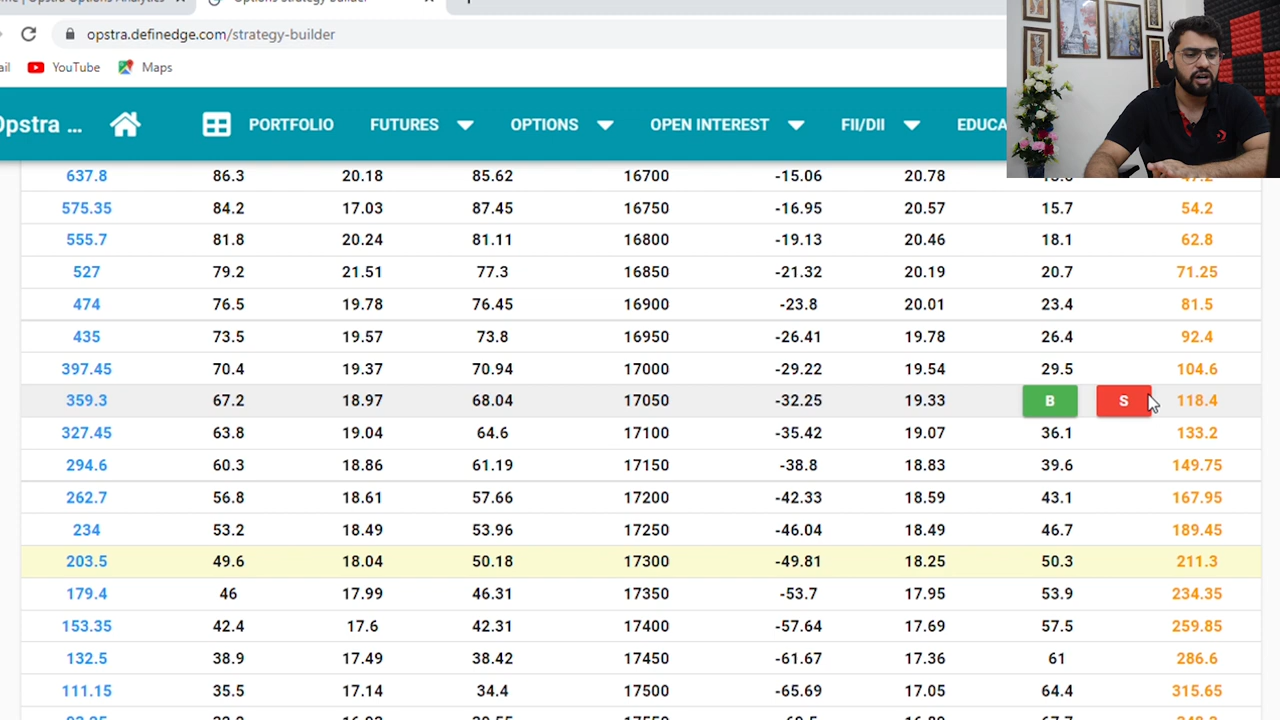 Options Strategy Builder
opstra.definedge.com/strategy-builder
YouTube Maps
Opstra ... PORTFOLIO FUTURES OPTIONS OPEN INTEREST FII/DII
637.8 86.3 20.18 85.62 16700 -15.06 20.78
575.35 84.2 17.03 87.45 16750 -16.95 20.57 15.7 54.2
555.7 81.8 20.24 81.11 16800 -19.13 20.46 18.1 62.8
527 79.2 21.51 77.3 16850 -21.32 20.19 20.7 71.25
474 76.5 19.78 76.45 16900 -23.8 20.01 23.4 81.5
435 73.5 19.57 73.8 16950 -26.41 19.78 26.4 92.4
397.45 70.4 19.37 70.94 17000 -29.22 19.54 29.5 104.6
359.3 67.2 18.97 68.04 17050 -32.25 19.33 B S 118.4
327.45 63.8 19.04 64.6 17100 -35.42 19.07 36.1 133.2
294.6 60.3 18.86 61.19 17150 -38.8 18.83 39.6 149.75
262.7 56.8 18.61 57.66 17200 -42.33 18.59 43.1 167.95
234 53.2 18.49 53.96 17250 -46.04 18.49 46.7 189.45
203.5 49.6 18.04 50.18 17300 -49.81 18.25 50.3 211.3
179.4 46 17.99 46.31 17350 -53.7 17.95 53.9 234.35
153.35 42.4 17.6 42.31 17400 -57.64 17.69 57.5 259.85
132.5 38.9 17.49 38.42 17450 -61.67 17.36 61 286.6
111.15 35.5 17.14 34.4 17500 -65.69 17.05 64.4 315.65